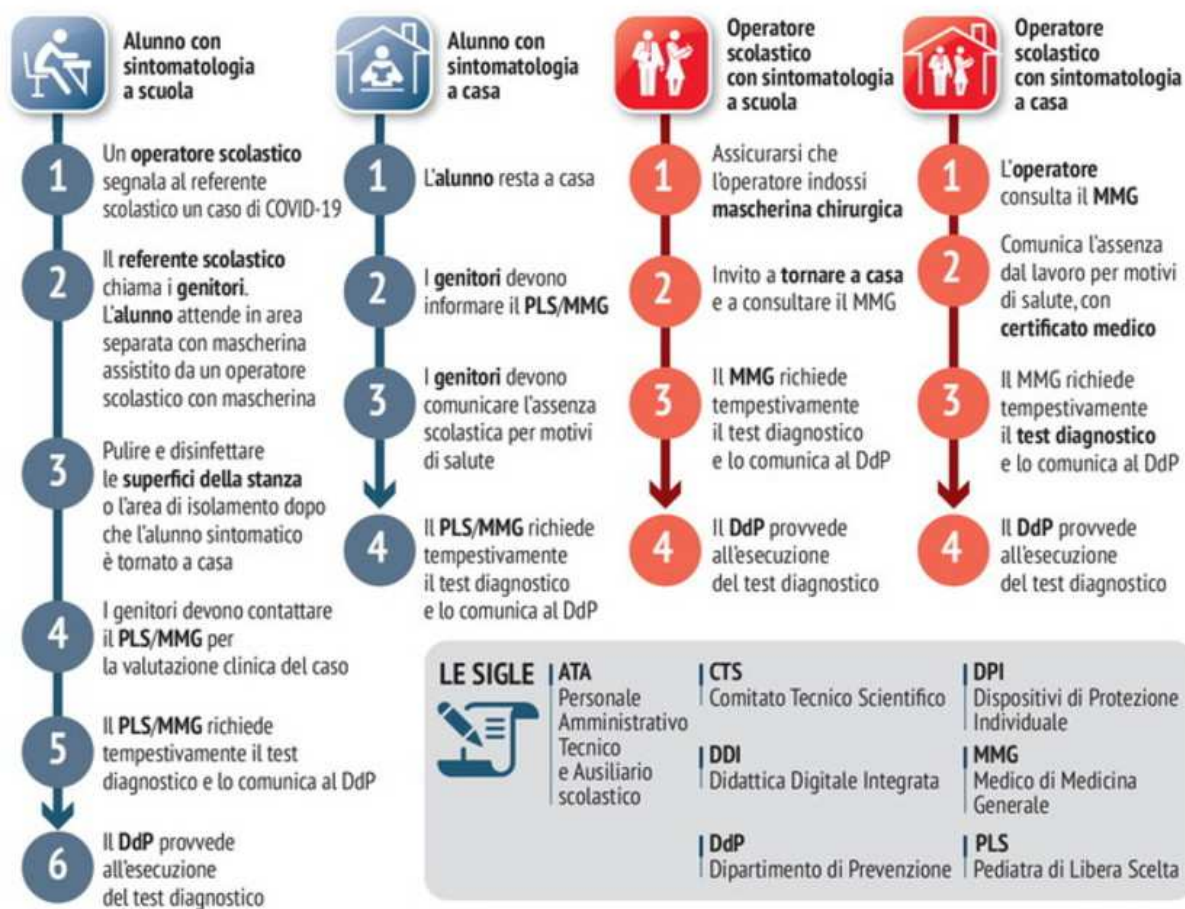 Alunno con
sintomatologia
a scuola
1
Un operatore scolastico
segnala al referente
scolastico un caso di COVID-19
2
Il referente scolastico
chiama i genitori.
L'alunno attende in area
separata con mascherina
assistito da un operatore
scolastico con mascherina
3
Pulire e disinfettare
le superfici della stanza
o l'area di isolamento dopo
che l'alunno sintomatico
è tornato a casa
4
I genitori devono contattare
il PLS/MMG per
la valutazione clinica del caso
5
Il PLS/MMG richiede
tempestivamente il test
diagnostico e lo comunica al DdP
6
Il DdP provvede
all'esecuzione
del test diagnostico
Alunno con
sintomatologia
a casa
1
L'alunno resta a casa
2
I genitori devono
informare il PLS/MMG
3
I genitori devono
comunicare l'assenza
scolastica per motivi
di salute
4
Il PLS/MMG richiede
tempestivamente
il test diagnostico
e lo comunica al DdP
Operatore
scolastico
con sintomatologia
a scuola
1
Assicurarsi che
l'operatore indossi
mascherina chirurgica
2
Invito a tornare a casa
e a consultare il MMG
3
Il MMG richiede
tempestivamente
il test diagnostico
e lo comunica al DdP
4
Il DdP provvede
all'esecuzione
del test diagnostico
Operatore
scolastico
con sintomatologia
a casa
1
L'operatore
consulta il MMG
2
Comunica l'assenza
dal lavoro per motivi
di salute, con
certificato medico
3
Il MMG richiede
tempestivamente
il test diagnostico
e lo comunica al DdP
4
Il DdP provvede
all'esecuzione
del test diagnostico
LE SIGLE
ATA
Personale
Amministrativo
Tecnico
e Ausiliario
scolastico
CTS
Comitato Tecnico Scientifico
DDI
Didattica Digitale Integrata
DdP
Dipartimento di Prevenzione
DPI
Dispositivi di Protezione
Individuale
MMG
Medico di Medicina
Generale
PLS
Pediatra di Libera Scelta